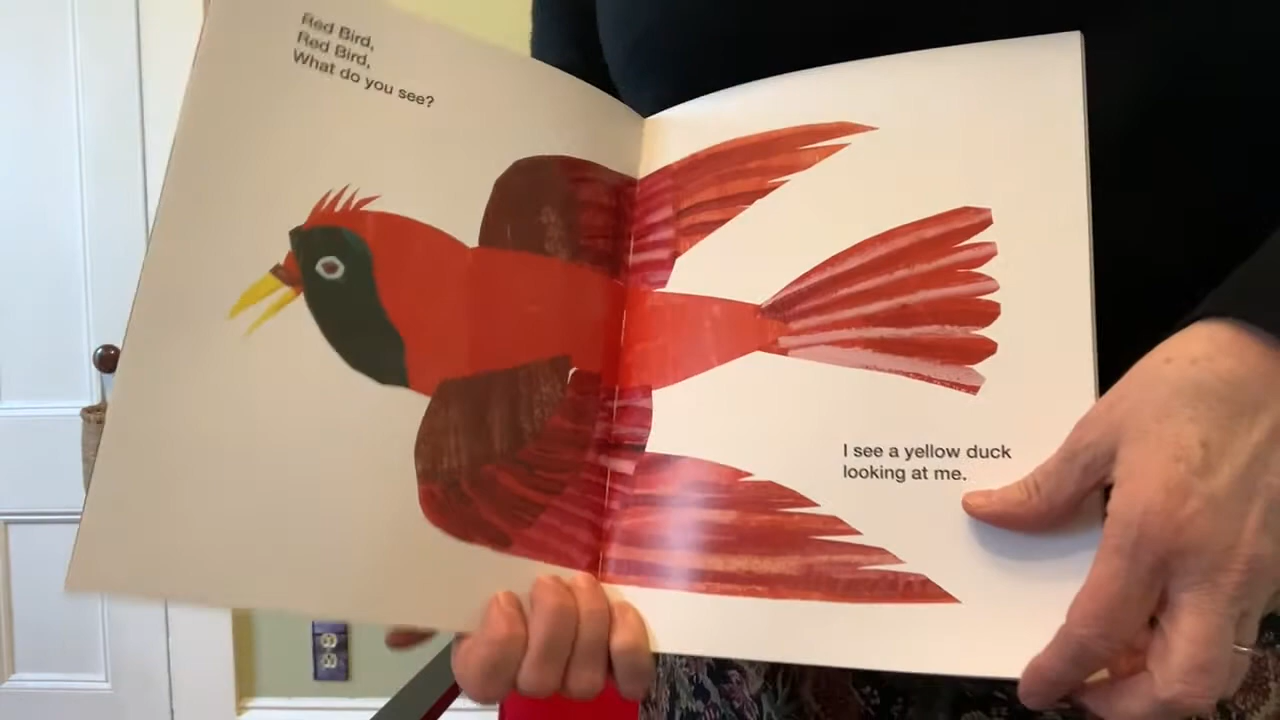 Red Bird,
Red Bird,
What do you see?
I see a yellow duck
looking at me.